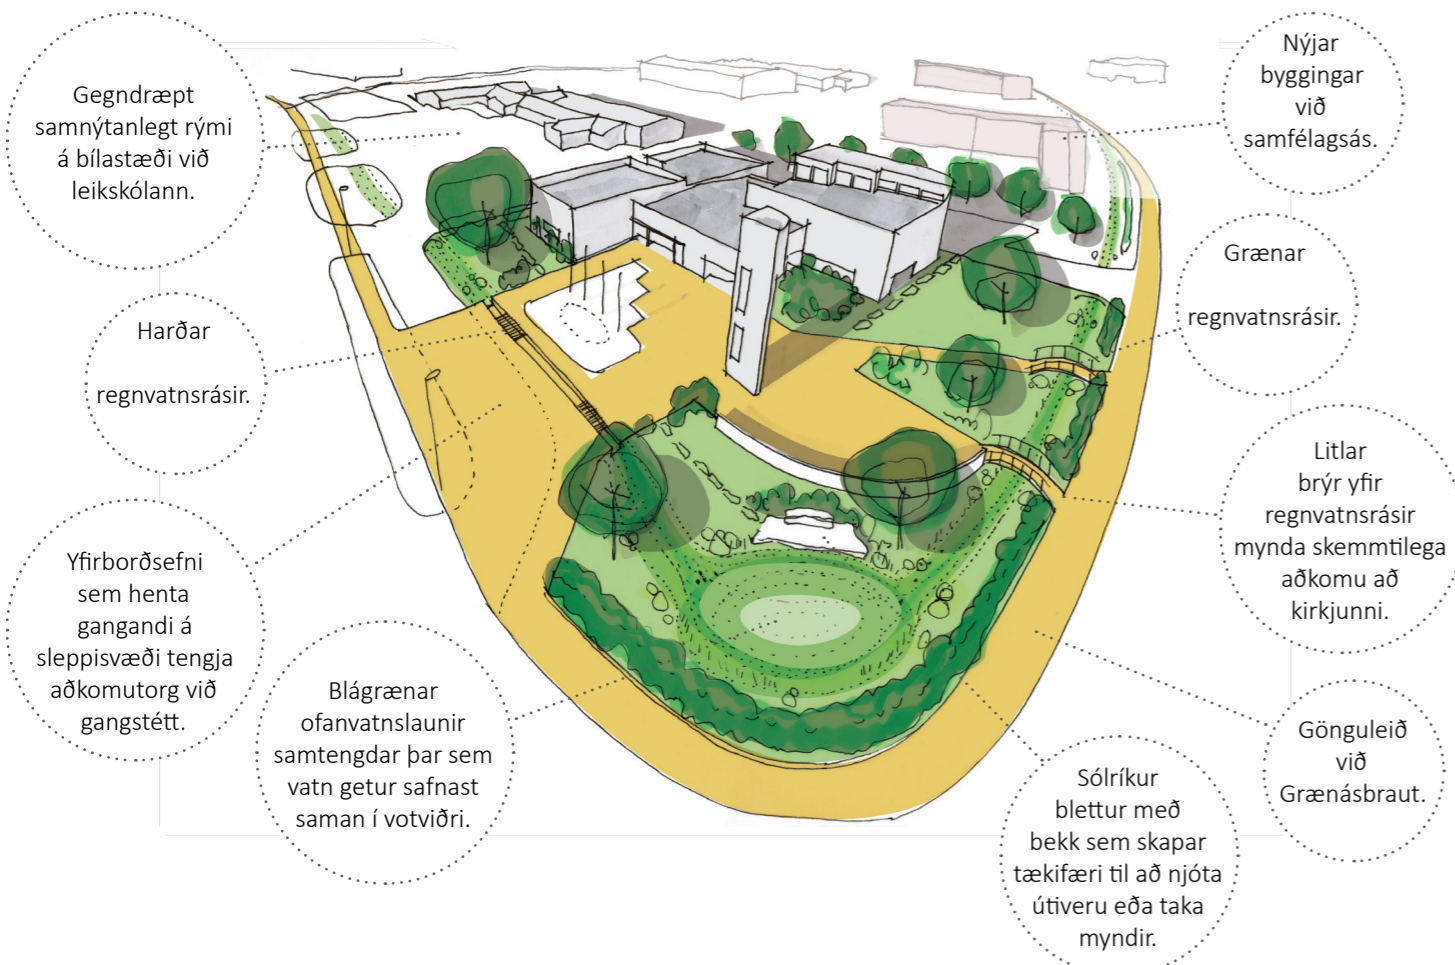 Gegndræpt
samnýtanlegt rými
á bílastæði við
leikskólann.
Nýjar
byggingar
við
samfélagsás.
Grænar
regnvatnsrásir.
Harðar
regnvatnsrásir.
Litlar
brýr yfir
regnvatnsrásir
mynda skemmtilega
aðkomu að
kirkjunni.
Yfirborðsefni
sem henta
gangandi á
sleppisvæði tengja
aðkomutorg við
gangstétt.
Blágrænar
ofanvatnslaunir
samtengdar þar sem
vatn getur safnast
saman í votviðri.
Gönguleið
við
Grænásbraut.
Sólríkur
blettur með
bekk sem skapar
tækifæri til að njóta
útiveru eða taka
myndir.